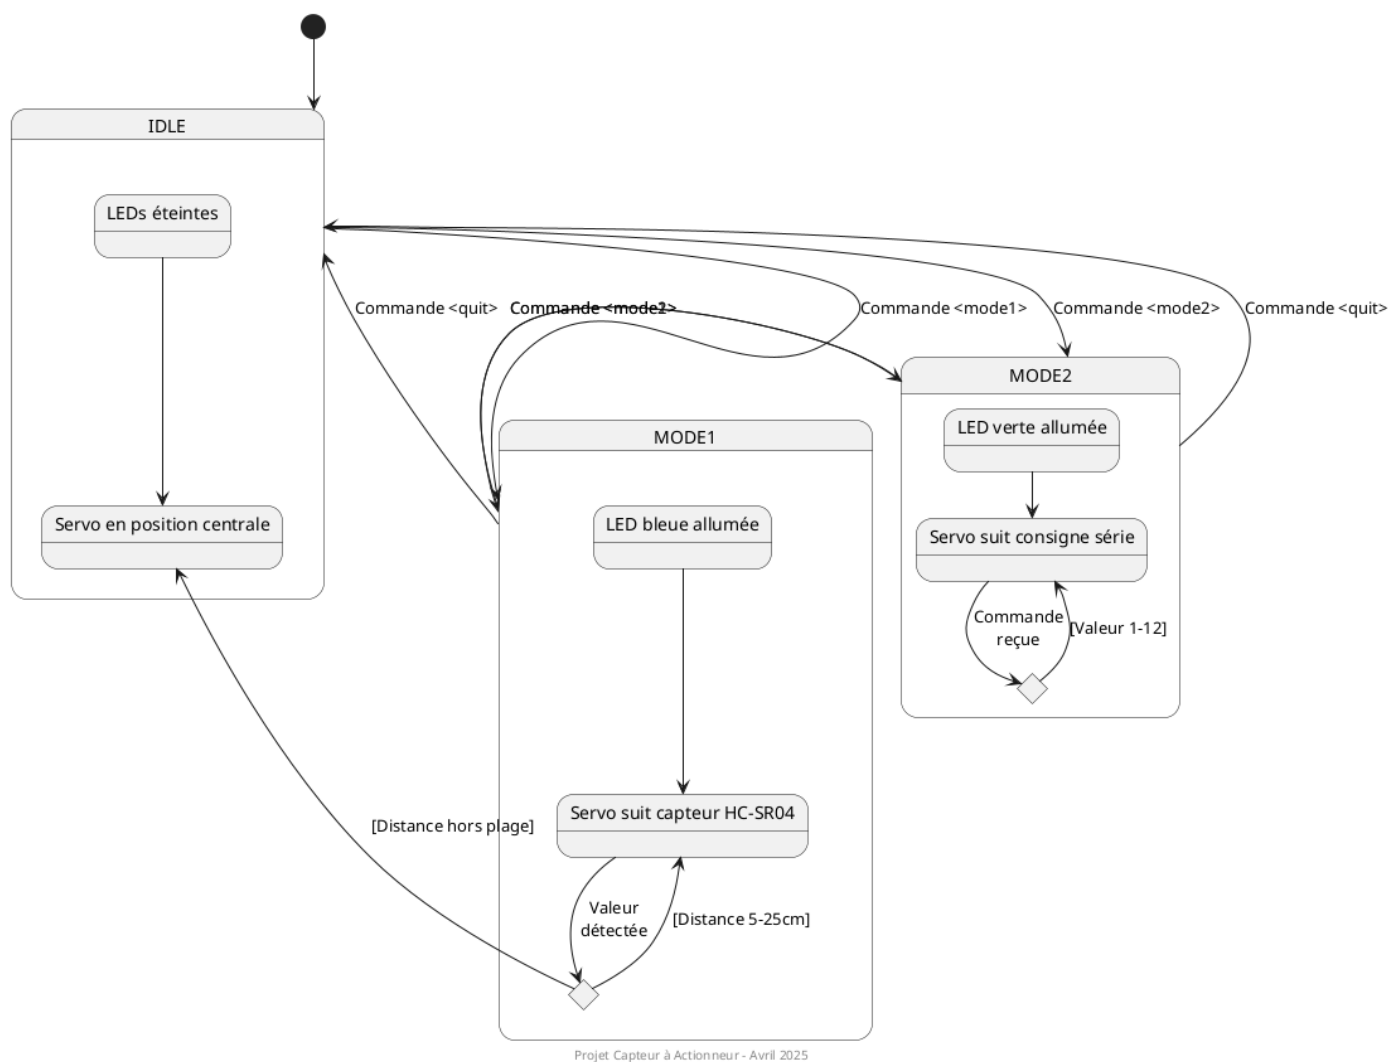 IDLE
LEDs éteintes
Commande <quit>
Commande <mode2>
Commande <mode1>
Commande <mode2>
Commande <quit>
MODE2
LED verte allumée
MODE1
Servo en position centrale
LED bleue allumée
Servo suit consigne série
Commande
reçue
[Valeur 1-12]
Servo suit capteur HC-SR04
[Distance hors plage]
Valeur
détectée
[Distance 5-25cm]
Projet Capteur à Actionneur - Avril 2025